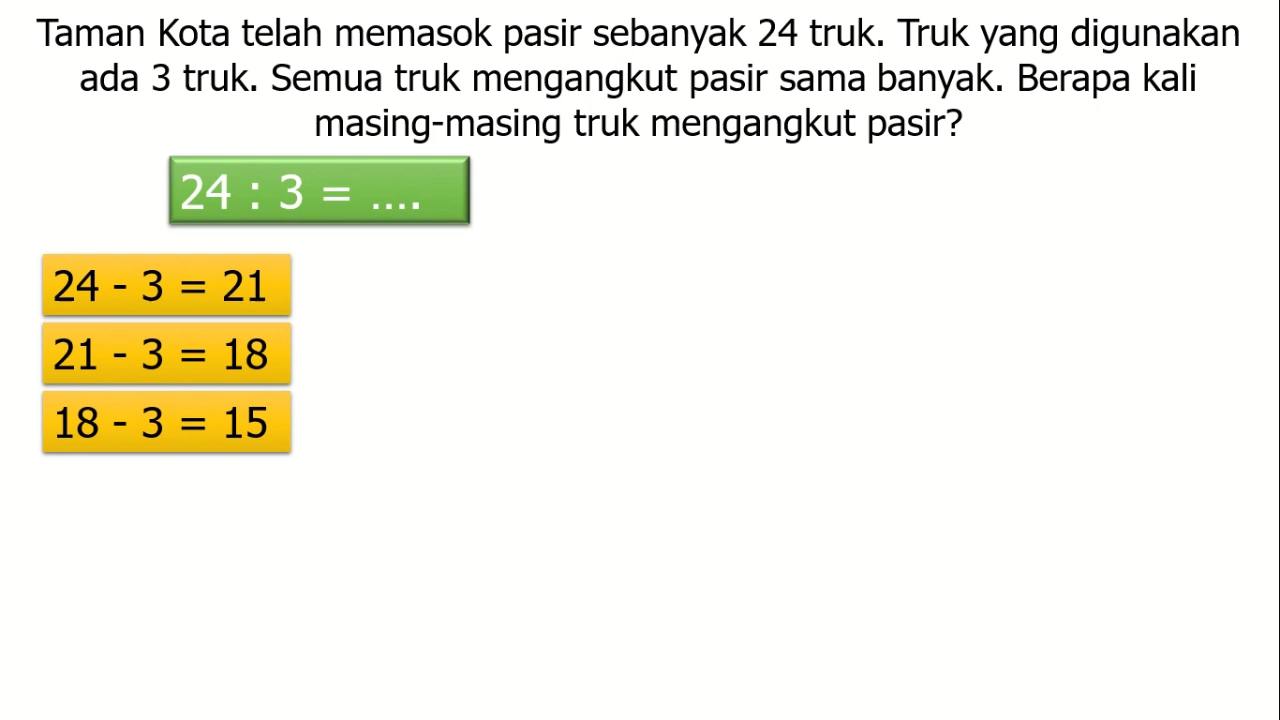 Taman Kota telah memasok pasir sebanyak 24 truk. Truk yang digunakan
ada 3 truk. Semua truk mengangkut pasir sama banyak. Berapa kali
masing-masing truk mengangkut pasir?
24 : 3 = ....
24 - 3 = 21
21 - 3 = 18
18 - 3 = 15